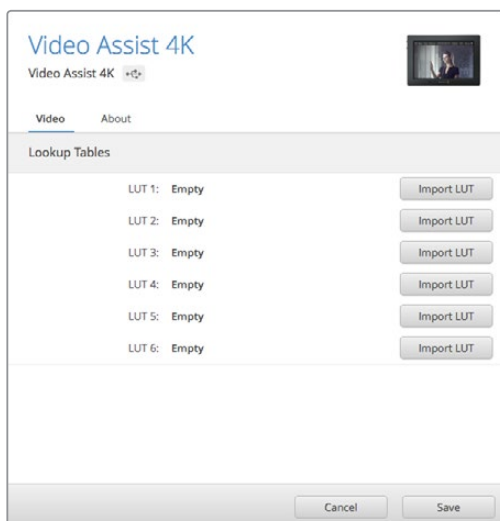 Video Assist 4K
Video Assist 4K
Video About
Lookup Tables
LUT 1: Empty Import LUT
LUT 2: Empty Import LUT
LUT 3: Empty Import LUT
LUT 4: Empty Import LUT
LUT 5: Empty Import LUT
LUT 6: Empty Import LUT
Cancel Save